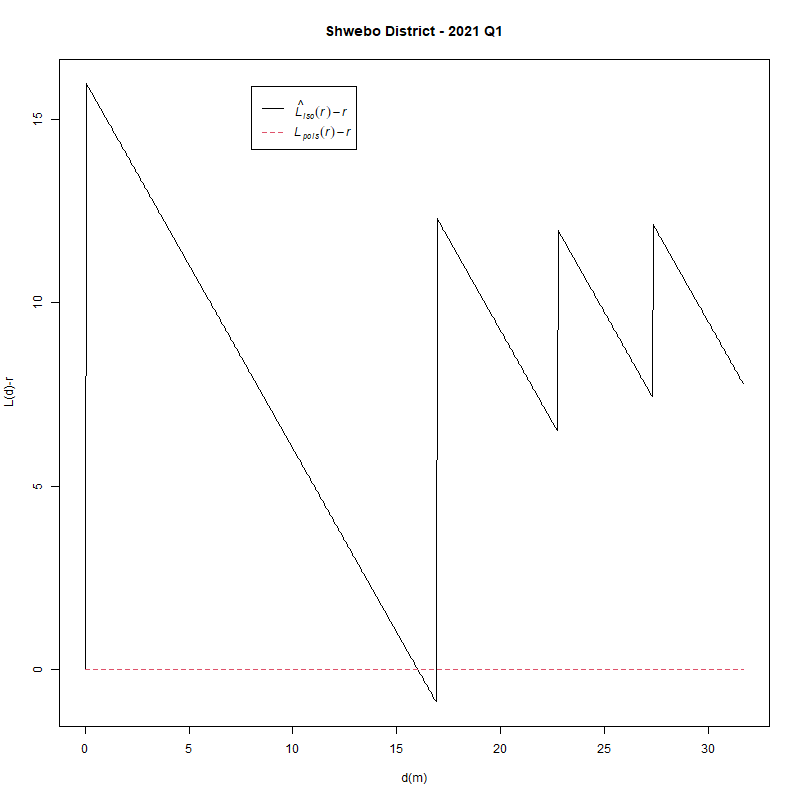 Shwebo District - 2021 Q1
L̂iso(r) − r
Lpois(r) − r
L(d)-r
15
10
5
0
0 5 10 15 20 25 30
d(m)